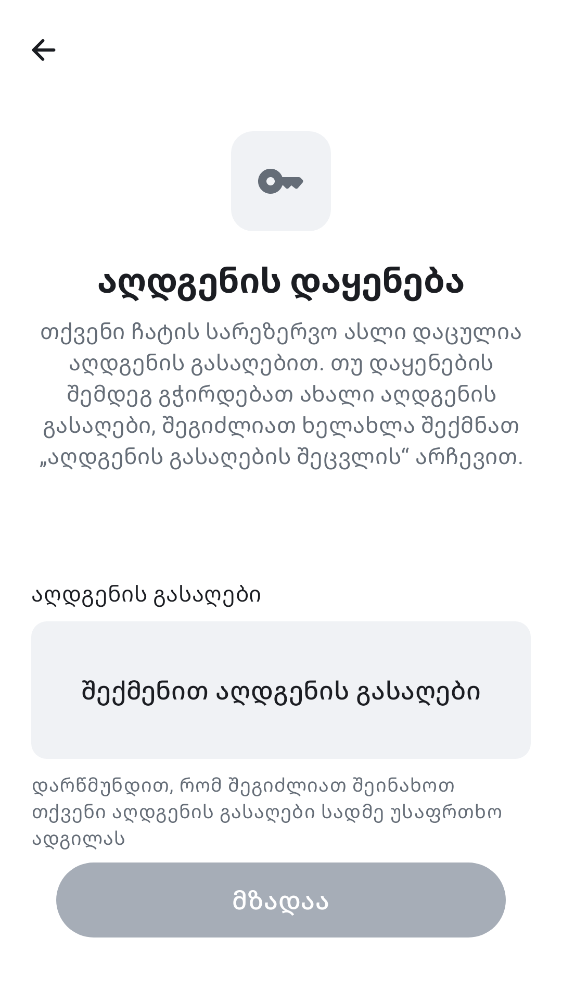 აღდგენის დაყენება
თქვენი ჩატის სარეზერვო ასლი დაცულია
აღდგენის გასაღებით. თუ დაყენების
შემდეგ გჭირდებათ ახალი აღდგენის
გასაღები, შეგიძლიათ ხელახლა შექმნათ
„აღდგენის გასაღების შეცვლის“ არჩევით.
აღდგენის გასაღები
შექმენით აღდგენის გასაღები
დარწმუნდით, რომ შეგიძლიათ შეინახოთ
თქვენი აღდგენის გასაღები სადმე უსაფრთხო
ადგილას
მზადაა